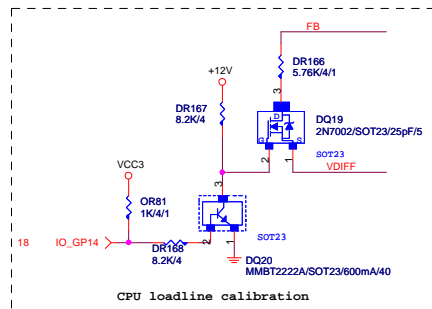 FB
DR166
5.76K/4/1
3
+12V
D
DQ19
2N7002/SOT23/25pF/5
DR167
8.2K/4
G
S
SOT23
2
1
VCC3
VDIFF
3
OR81
1K/4/1
18
IO_GP14
2
1
SOT23
DR168
8.2K/4
DQ20
MMBT2222A/SOT23/600mA/40
CPU loadline calibration